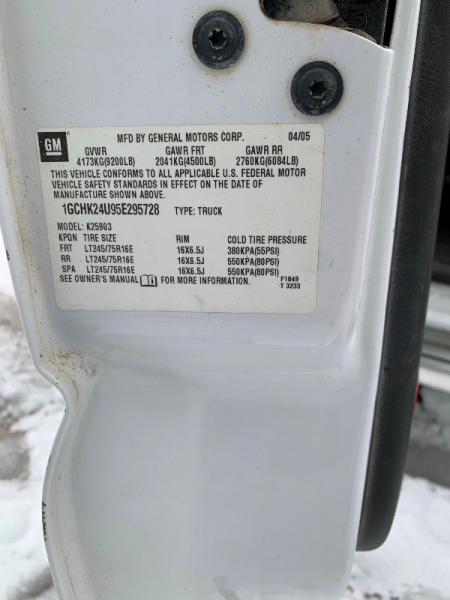 GM
MFD BY GENERAL MOTORS CORP. 04/05
GVWR GAWR FRT GAWR RR
4173KG(9200LB) 2041KG(4500LB) 2760KG(6084LB)
THIS VEHICLE CONFORMS TO ALL APPLICABLE U.S. FEDERAL MOTOR
VEHICLE SAFETY STANDARDS IN EFFECT ON THE DATE OF
MANUFACTURE SHOWN ABOVE.
1GCHK24U95E295728 TYPE: TRUCK
MODEL: K25903
KPQN TIRE SIZE RIM COLD TIRE PRESSURE
FRT LT245/75R16E 16X6.5J 380KPA(55PSI)
RR LT245/75R16E 16X6.5J 550KPA(80PSI)
SPA LT245/75R16E 16X6.5J 550KPA(80PSI)
SEE OWNER'S MANUAL FOR MORE INFORMATION. F1049
T 3233